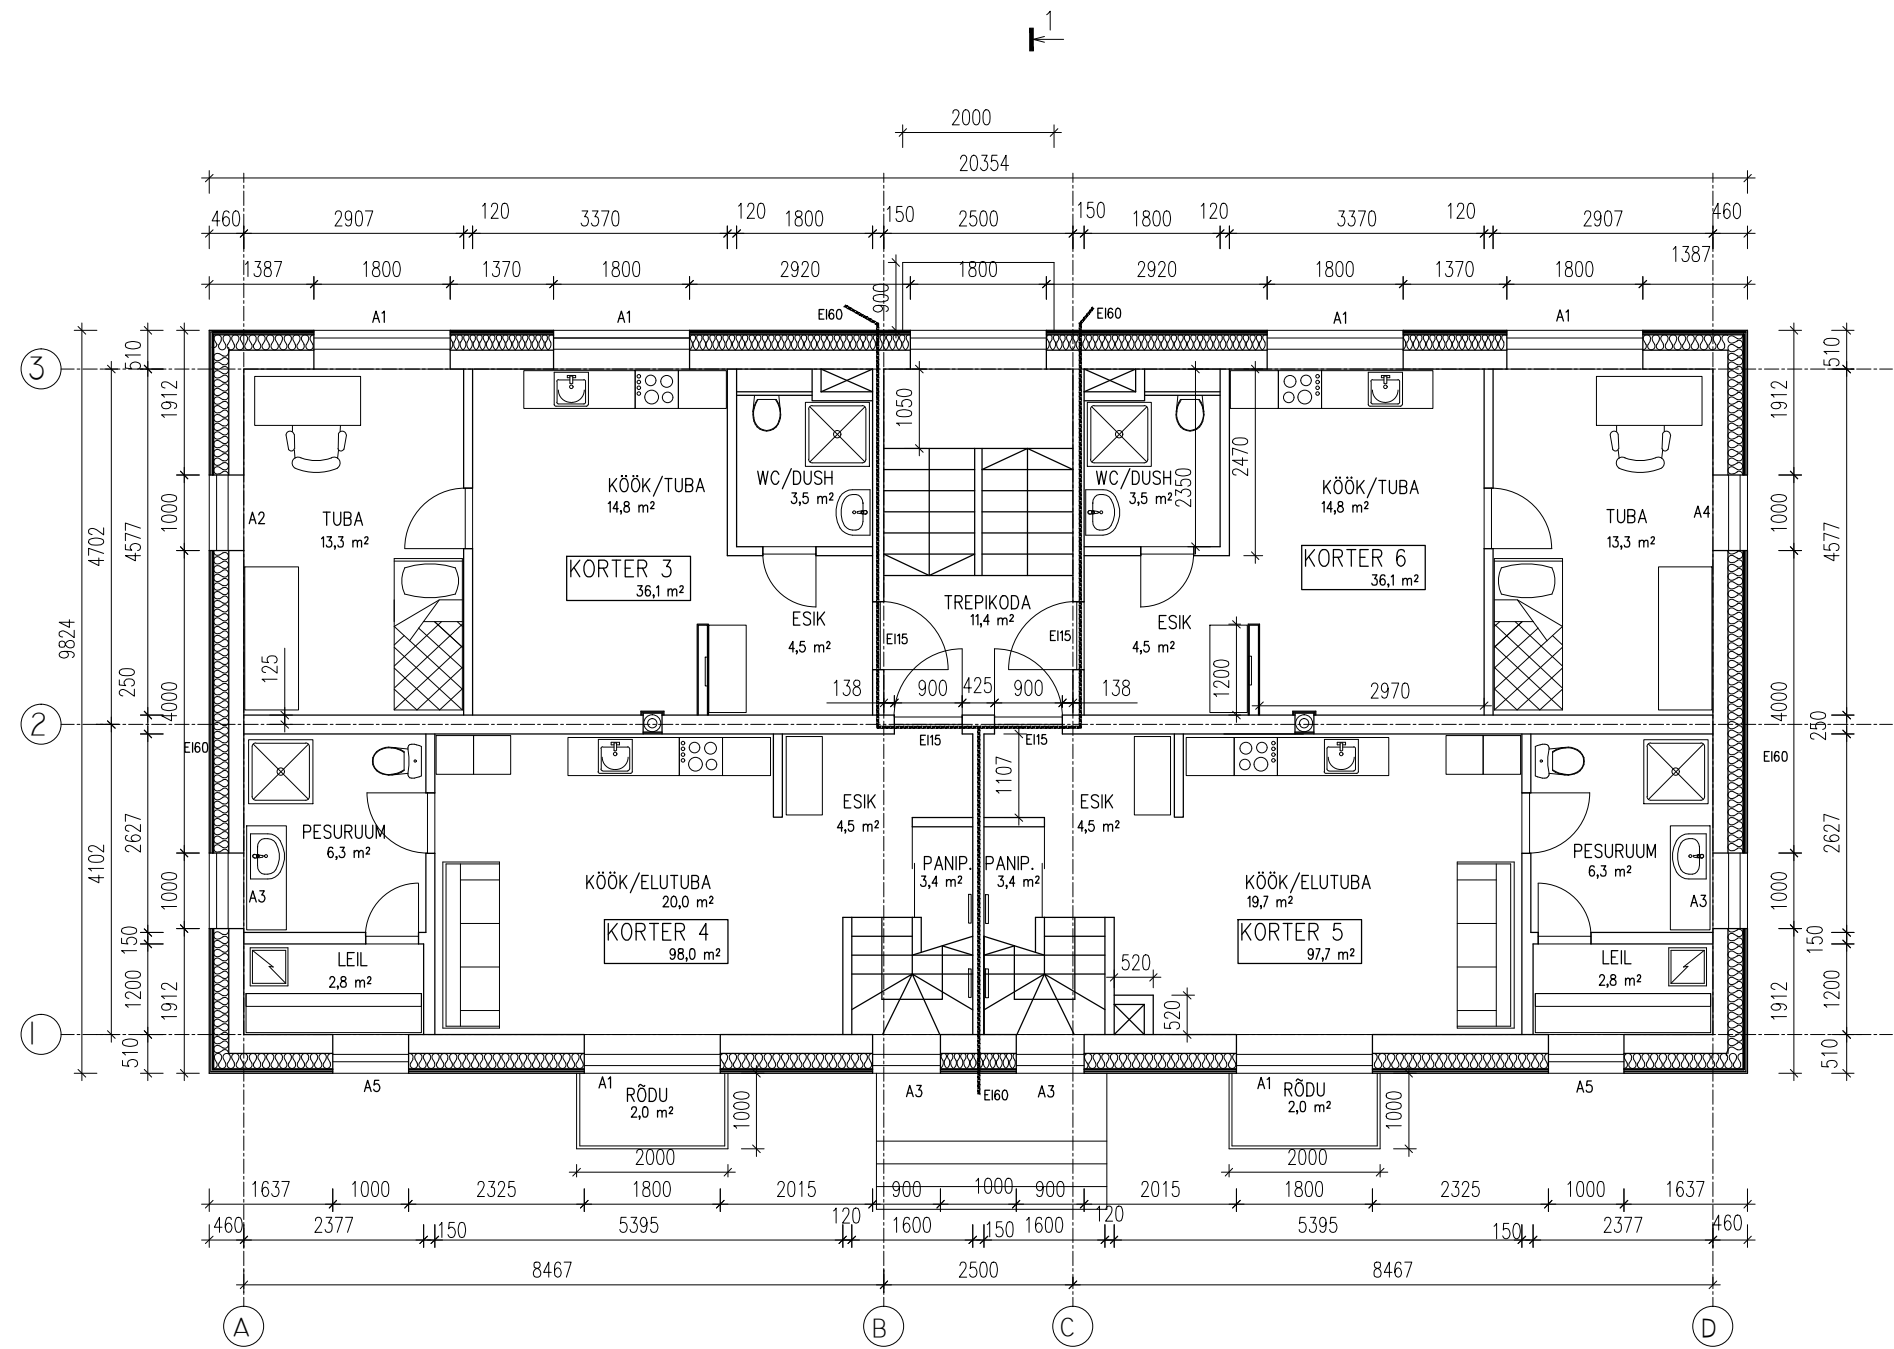 1
2000
20354
460 2907 120 3370 120 1800 150 2500 150 1800 120 3370 120 2907 460
1387 1800 1370 1800 2920 1800 2920 1800 1370 1800 1387
900
A1 A1 EI60 EI60 A1 A1
3
510 1912 510 1912
1050
2350 2470
WC/DUSH
3,5 m²
WC/DUSH
3,5 m²
KÖÖK/TUBA
14,8 m²
KÖÖK/TUBA
14,8 m²
A2
TUBA
13,3 m²
A4
TUBA
13,3 m²
1000 4577 4702
1000 4577
KORTER 3
36,1 m²
KORTER 6
36,1 m²
TREPIKODA
11,4 m²
ESIK
4,5 m²
ESIK
4,5 m²
EI15 EI15
9824
125 250 4000
138 900 425 900 138
1200 2970
4000 250
2
EI60 EI15 EI15 EI60
1107
ESIK
4,5 m²
ESIK
4,5 m²
PESURUUM
6,3 m²
PESURUUM
6,3 m²
2627 4102 1000
2627 1000
PANIP.
3,4 m²
PANIP.
3,4 m²
KÖÖK/ELUTUBA
20,0 m²
KÖÖK/ELUTUBA
19,7 m²
A3 A3
KORTER 4
98,0 m²
KORTER 5
97,7 m²
LEIL
2,8 m²
LEIL
2,8 m²
150 1200 1912
520 520
150 1200 1912
1
510 510
A5 A1 A3 EI60 A3 A1 A5
RÕDU
2,0 m²
1000
RÕDU
2,0 m²
1000
2000 2000
1637 1000 2325 1800 2015 900 1000 900 2015 1800 2325 1000 1637
460 2377 150 5395 120 1600 150 1600 120 5395 150 2377 460
8467 2500 8467
A B C D